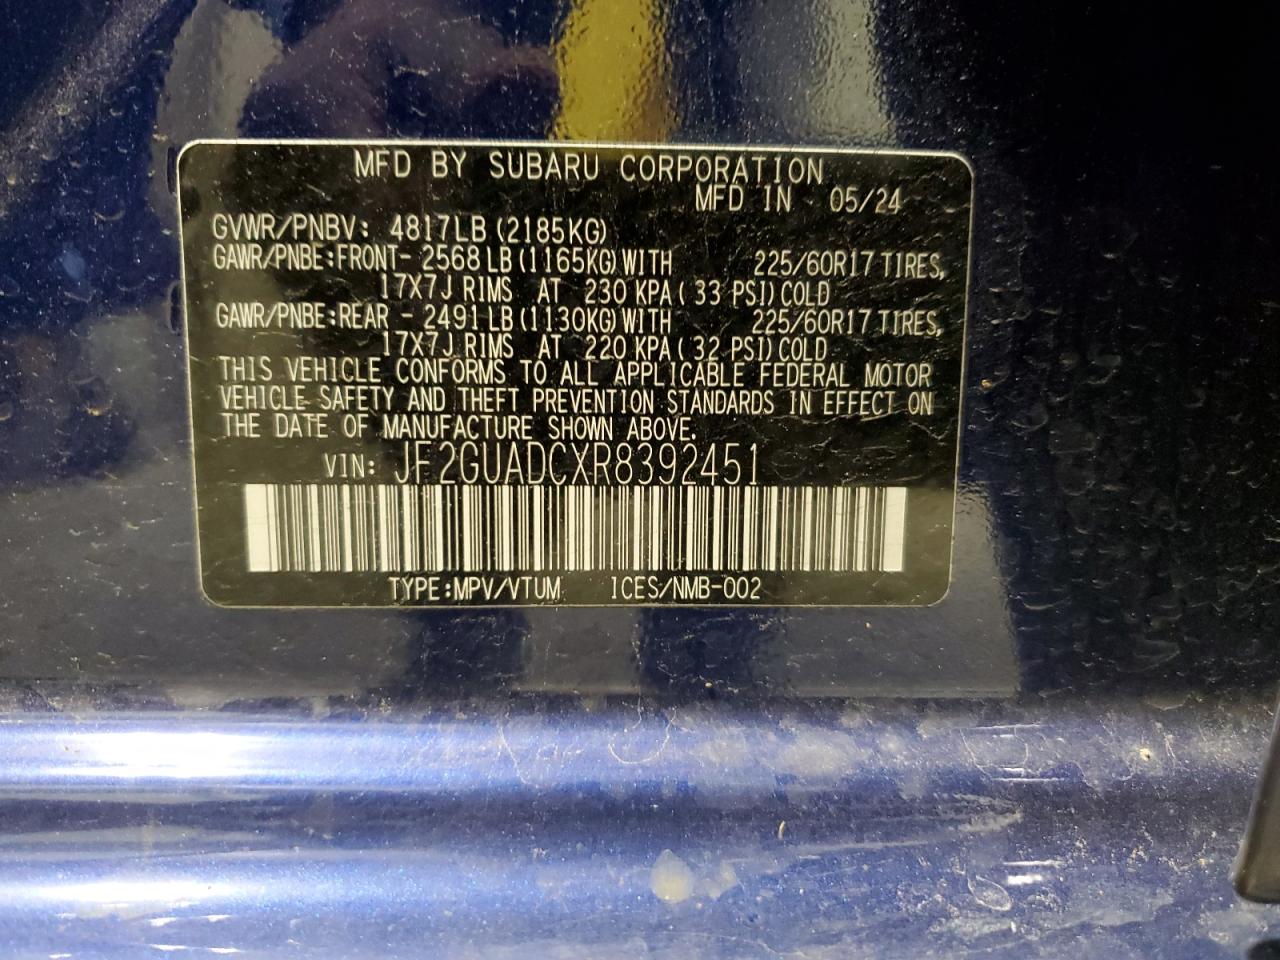 MFD BY SUBARU CORPORATION
MFD IN 05/24
GVWR/PNBV: 4817LB (2185KG)
GAWR/PNBE:FRONT- 2568 LB (1165KG) WITH 225/60R17 TIRES,
17X7J RIMS AT 230 KPA ( 33 PSI) COLD
GAWR/PNBE:REAR - 2491 LB (1130KG) WITH 225/60R17 TIRES,
17X7J RIMS AT 220 KPA ( 32 PSI) COLD
THIS VEHICLE CONFORMS TO ALL APPLICABLE FEDERAL MOTOR
VEHICLE SAFETY AND THEFT PREVENTION STANDARDS IN EFFECT ON
THE DATE OF MANUFACTURE SHOWN ABOVE.
VIN: JF2GUADCXR8392451
TYPE:MPV/VTUM ICES/NMB-002